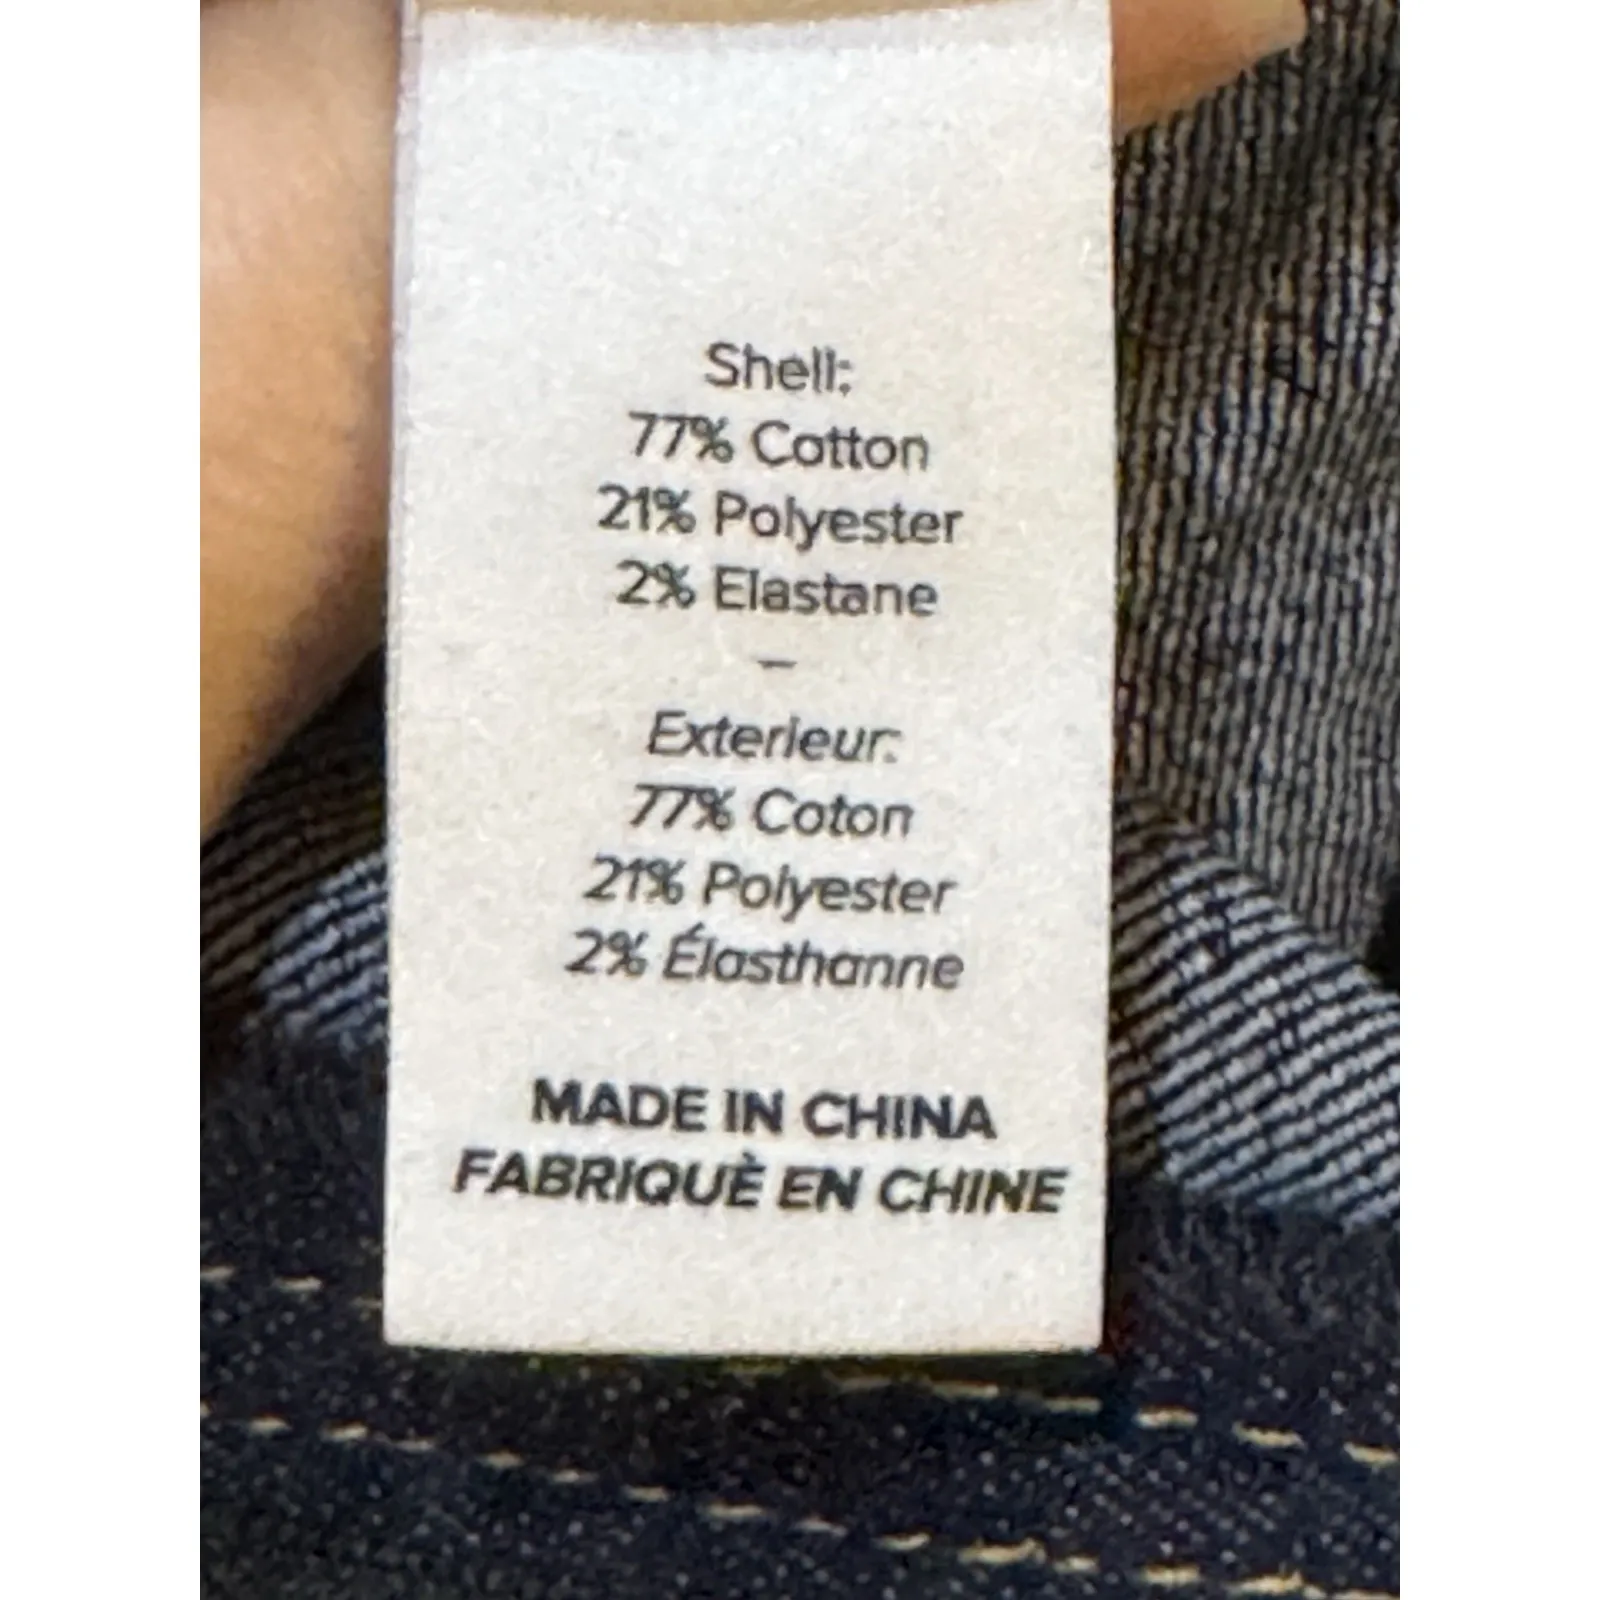 Shell:
77% Cotton
21% Polyester
2% Elastane
–
Exterieur:
77% Coton
21% Polyester
2% Élasthanne
MADE IN CHINA
FABRIQUÈ EN CHINE